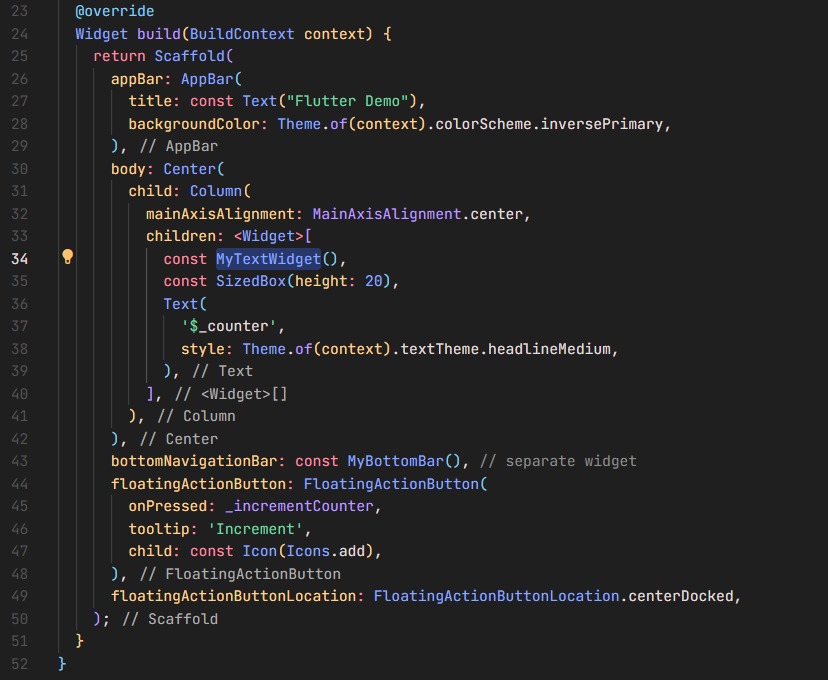 23 @override
24 Widget build(BuildContext context) {
25 return Scaffold(
26 appBar: AppBar(
27 title: const Text("Flutter Demo"),
28 backgroundColor: Theme.of(context).colorScheme.inversePrimary,
29 ), // AppBar
30 body: Center(
31 child: Column(
32 mainAxisAlignment: MainAxisAlignment.center,
33 children: <Widget>[
34 const MyTextWidget(),
35 const SizedBox(height: 20),
36 Text(
37 '$_counter',
38 style: Theme.of(context).textTheme.headlineMedium,
39 ), // Text
40 ], // <Widget>[]
41 ), // Column
42 ), // Center
43 bottomNavigationBar: const MyBottomBar(), // separate widget
44 floatingActionButton: FloatingActionButton(
45 onPressed: _incrementCounter,
46 tooltip: 'Increment',
47 child: const Icon(Icons.add),
48 ), // FloatingActionButton
49 floatingActionButtonLocation: FloatingActionButtonLocation.centerDocked,
50 ); // Scaffold
51 }
52 }